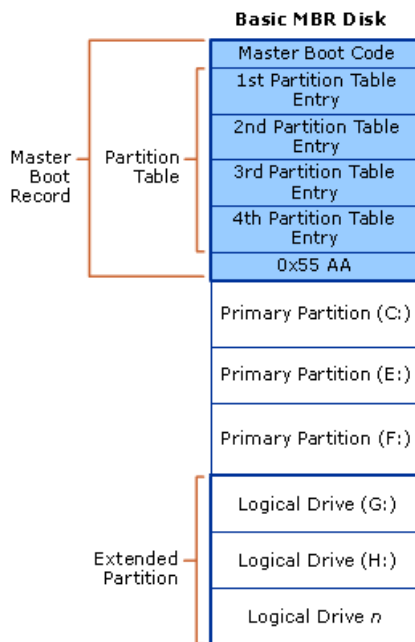 Basic MBR Disk
Master Boot Code
1st Partition Table
Entry
2nd Partition Table
Entry
3rd Partition Table
Entry
4th Partition Table
Entry
0x55 AA
Master
Boot
Record
Partition
Table
Primary Partition (C:)
Primary Partition (E:)
Primary Partition (F:)
Logical Drive (G:)
Logical Drive (H:)
Logical Drive n
Extended
Partition